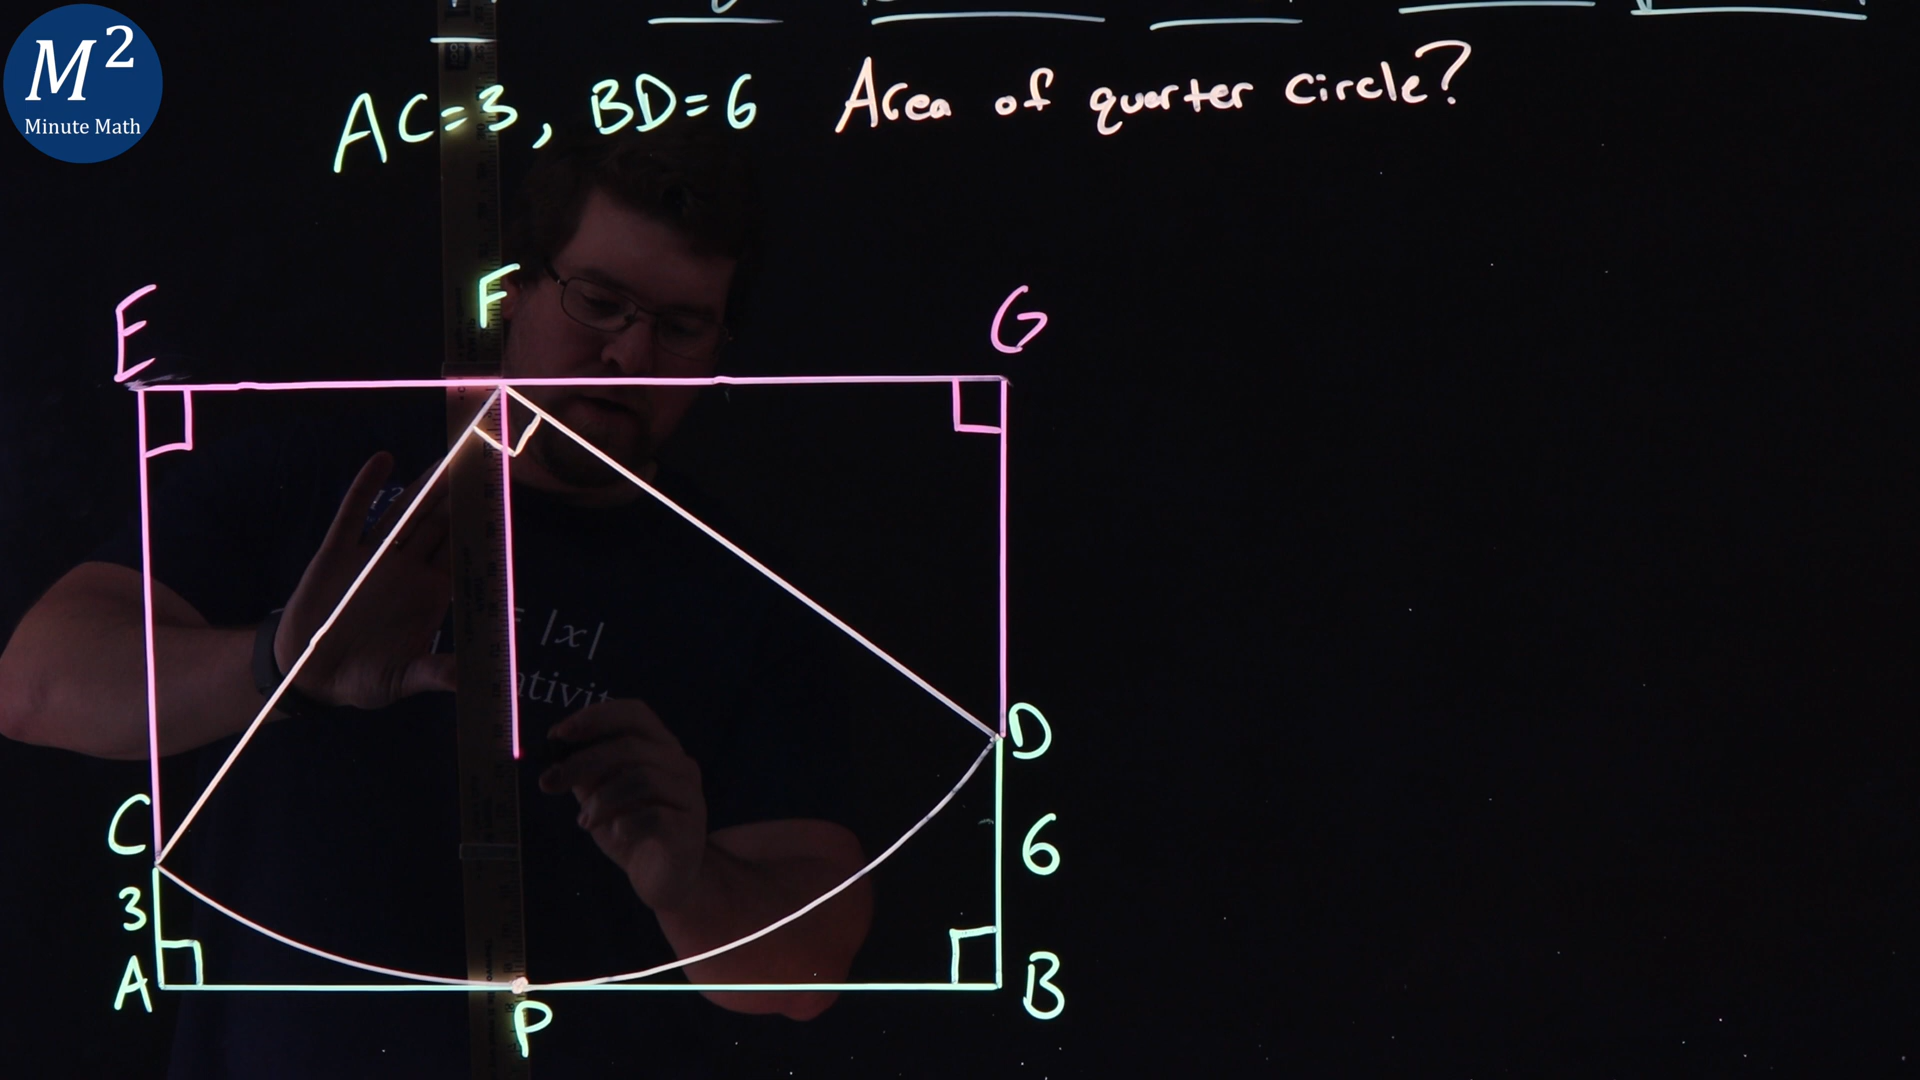 M²
Minute Math
AC=3, BD=6 Area of quarter circle?
E F G
|x|
C D
3 6
A P B